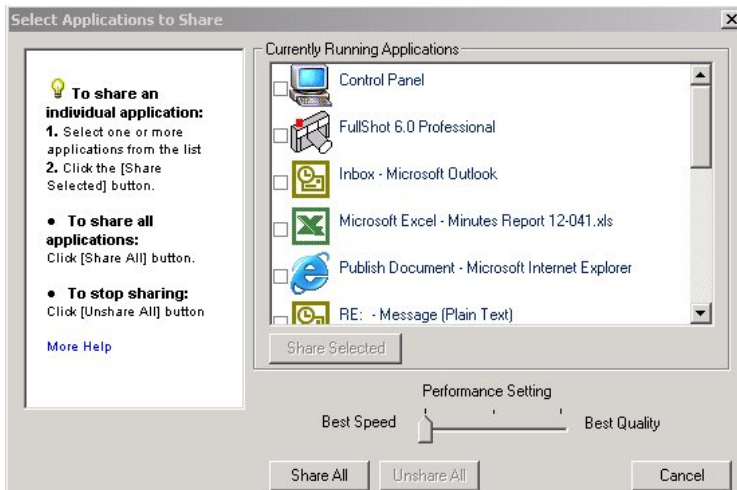 Select Applications to Share
To share an
individual application:
1. Select one or more
applications from the list
2. Click the [Share
Selected] button.
• To share all
applications:
Click [Share All] button.
• To stop sharing:
Click [Unshare All] button
More Help
Currently Running Applications
Control Panel
FullShot 6.0 Professional
Inbox - Microsoft Outlook
Microsoft Excel - Minutes Report 12-041.xls
Publish Document - Microsoft Internet Explorer
RE: - Message (Plain Text)
Share Selected
Performance Setting
Best Speed
Best Quality
Share All
Unshare All
Cancel